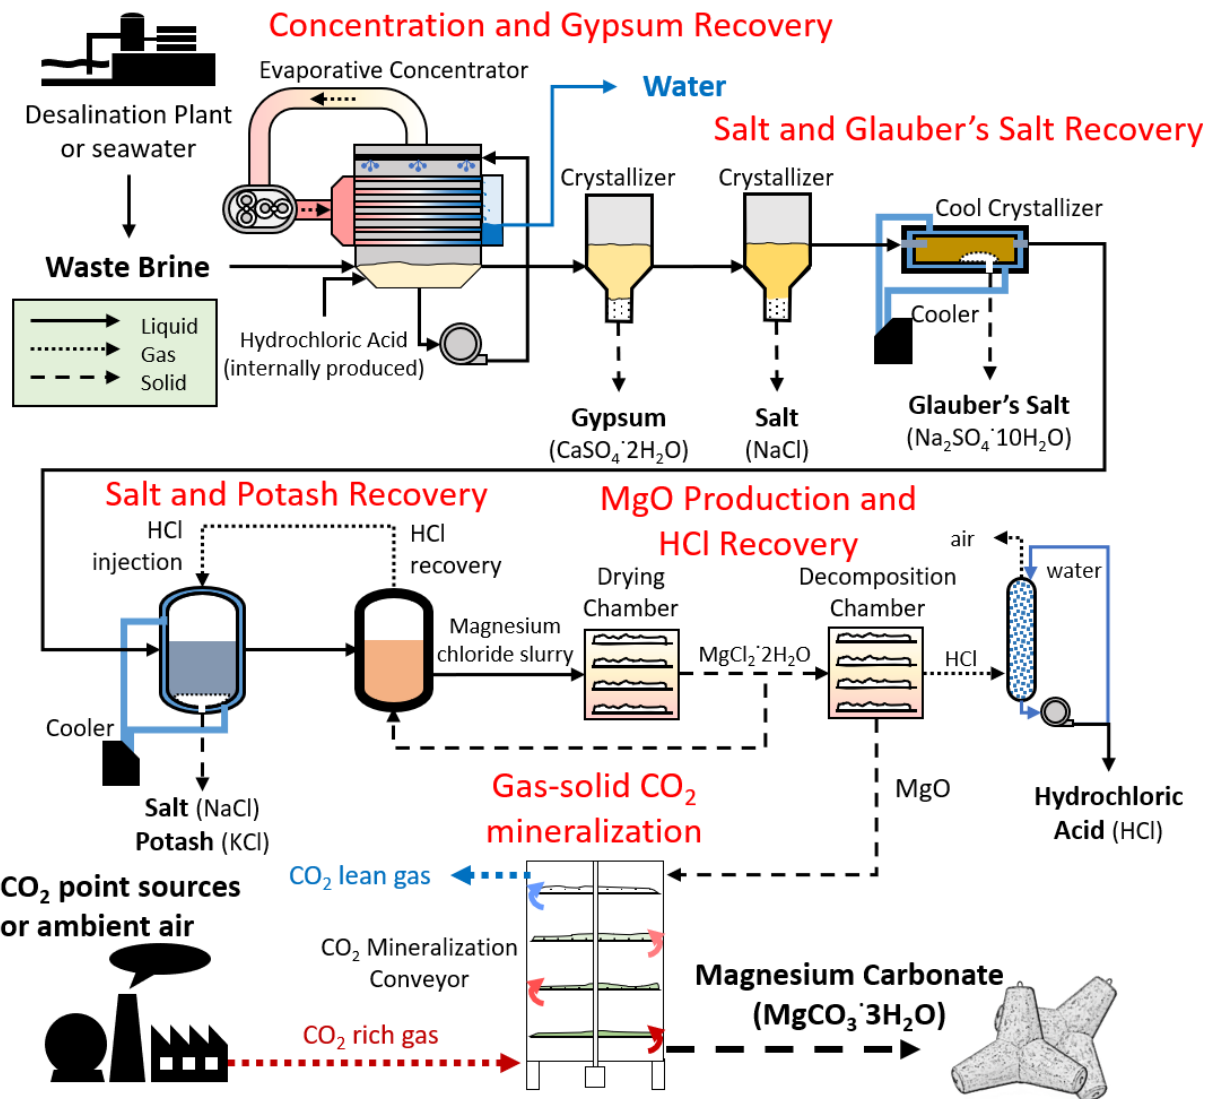 Concentration and Gypsum Recovery
Evaporative Concentrator
Water
Desalination Plant
or seawater
Salt and Glauber’s Salt Recovery
Crystallizer
Crystallizer
Cool Crystallizer
Waste Brine
Liquid
Gas
Solid
Hydrochloric Acid
(internally produced)
Cooler
Gypsum
(CaSO₄·2H₂O)
Salt
(NaCl)
Glauber’s Salt
(Na₂SO₄·10H₂O)
Salt and Potash Recovery
HCl
injection
HCl
recovery
Cooler
Salt (NaCl)
Potash (KCl)
MgO Production and
HCl Recovery
Magnesium
chloride slurry
Drying
Chamber
MgCl₂·2H₂O
Decomposition
Chamber
HCl
air
water
MgO
Hydrochloric
Acid (HCl)
Gas-solid CO₂
mineralization
CO₂ lean gas
CO₂ point sources
or ambient air
CO₂ Mineralization
Conveyor
CO₂ rich gas
Magnesium Carbonate
(MgCO₃·3H₂O)